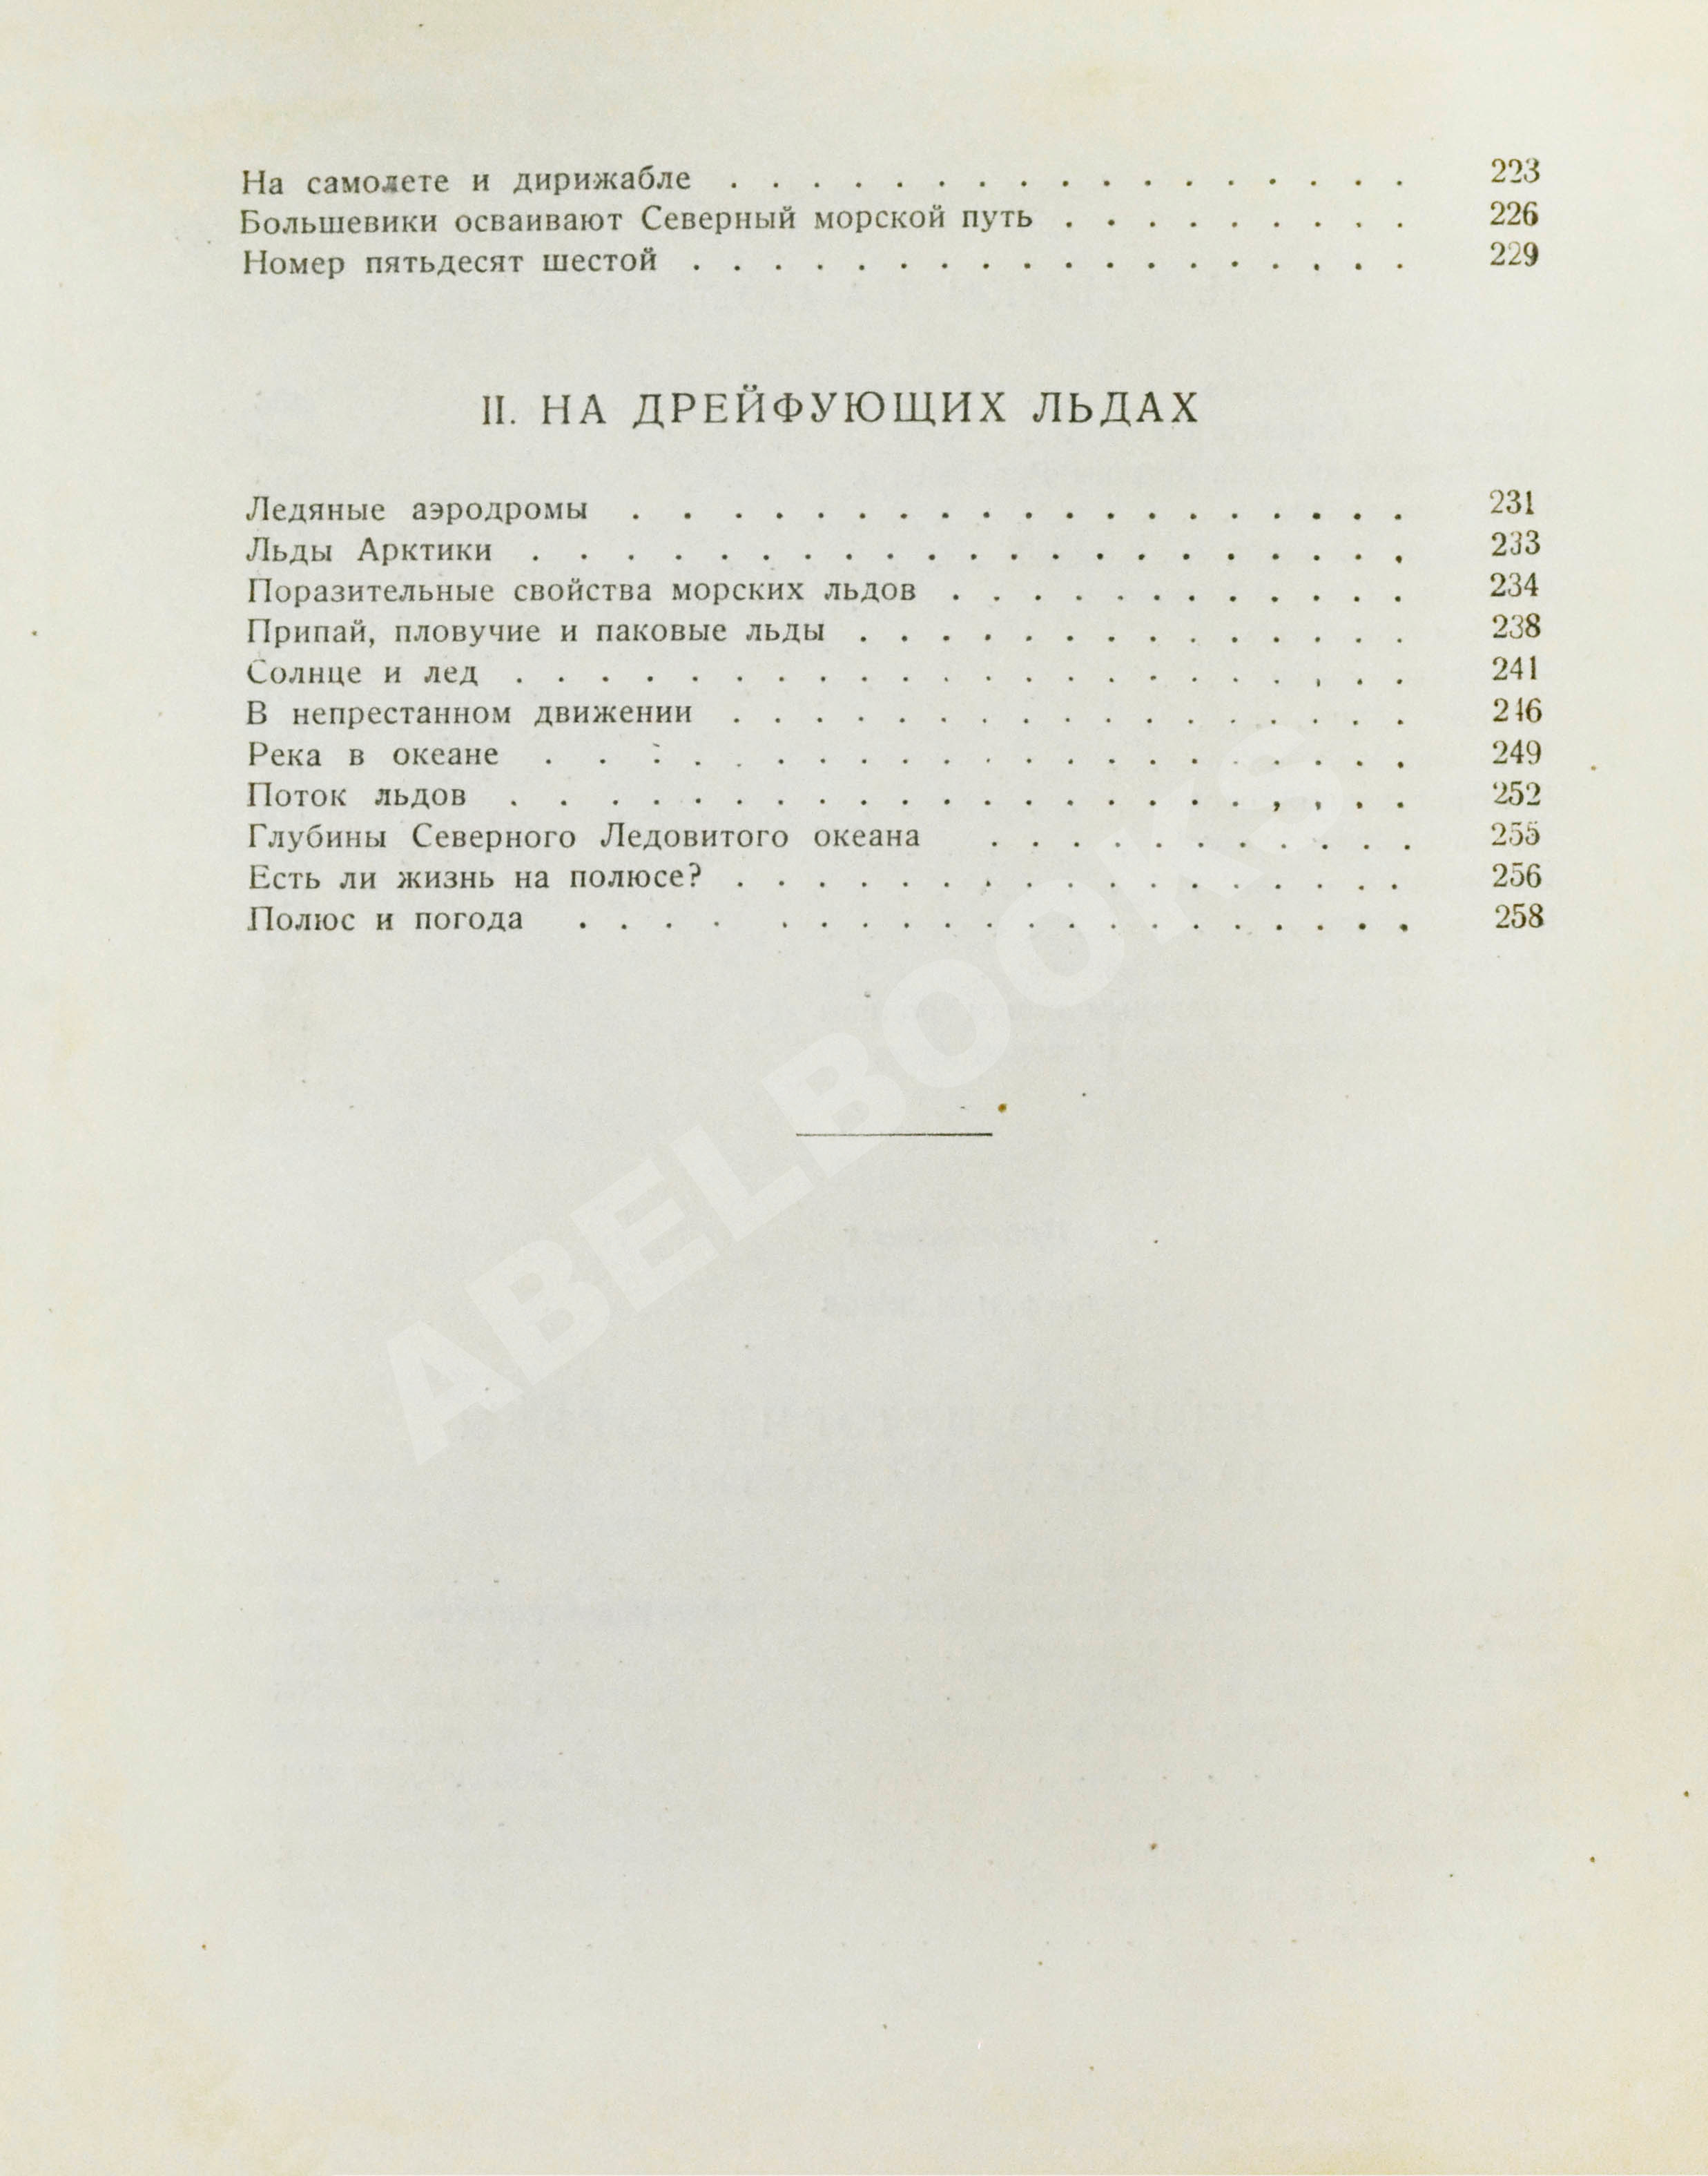 На самолете и дирижабле . . . . . . . . . . . . . . . . . 223
Большевики осваивают Северный морской путь . . . . . . . . . 226
Номер пятьдесят шестой . . . . . . . . . . . . . . . . . . 229
II. НА ДРЕЙФУЮЩИХ ЛЬДАХ
Ледяные аэродромы . . . . . . . . . . . . . . . . . . . 231
Льды Арктики . . . . . . . . . . . . . . . . . . . . . 233
Поразительные свойства морских льдов . . . . . . . . . . . . 234
Припай, пловучие и паковые льды . . . . . . . . . . . . . . 238
Солнце и лед . . . . . . . . . . . . . . . . . . . . . . 241
В непрестанном движении . . . . . . . . . . . . . . . . . 246
Река в океане . . . . . . . . . . . . . . . . . . . . . 249
Поток льдов . . . . . . . . . . . . . . . . . . . . . . 252
Глубины Северного Ледовитого океана . . . . . . . . . . . 255
Есть ли жизнь на полюсе? . . . . . . . . . . . . . . . . . 256
Полюс и погода . . . . . . . . . . . . . . . . . . . . 258
ABELBOOKS